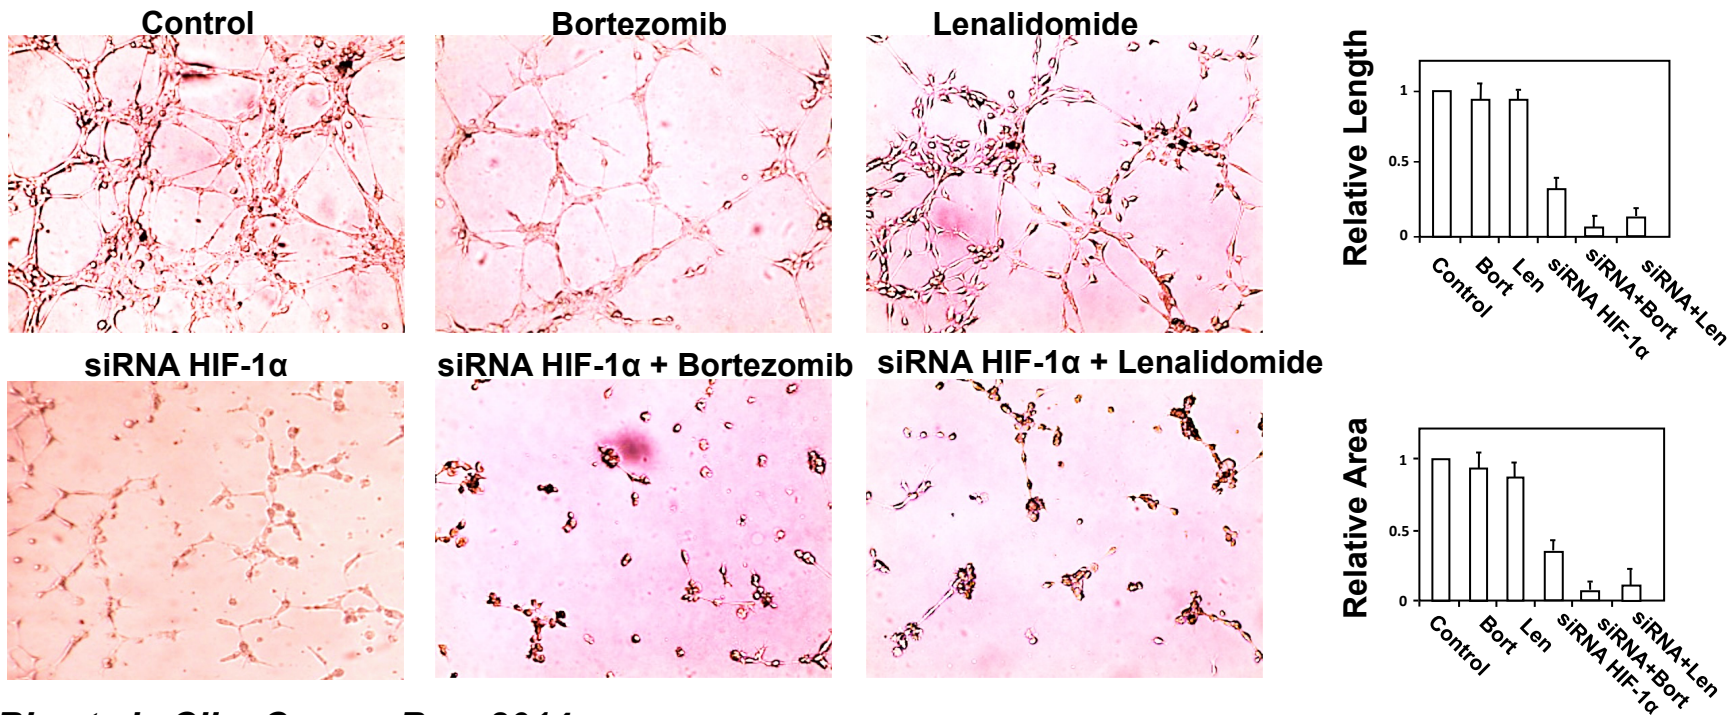 Control
Bortezomib
Lenalidomide
siRNA HIF-1α
siRNA HIF-1α + Bortezomib
siRNA HIF-1α + Lenalidomide
Relative Length
1
0.5
0
Control
Bort
Len
siRNA HIF-1α
siRNA+Bort
siRNA+Len
Relative Area
1
0.5
0
Control
Bort
Len
siRNA HIF-1α
siRNA+Bort
siRNA+Len